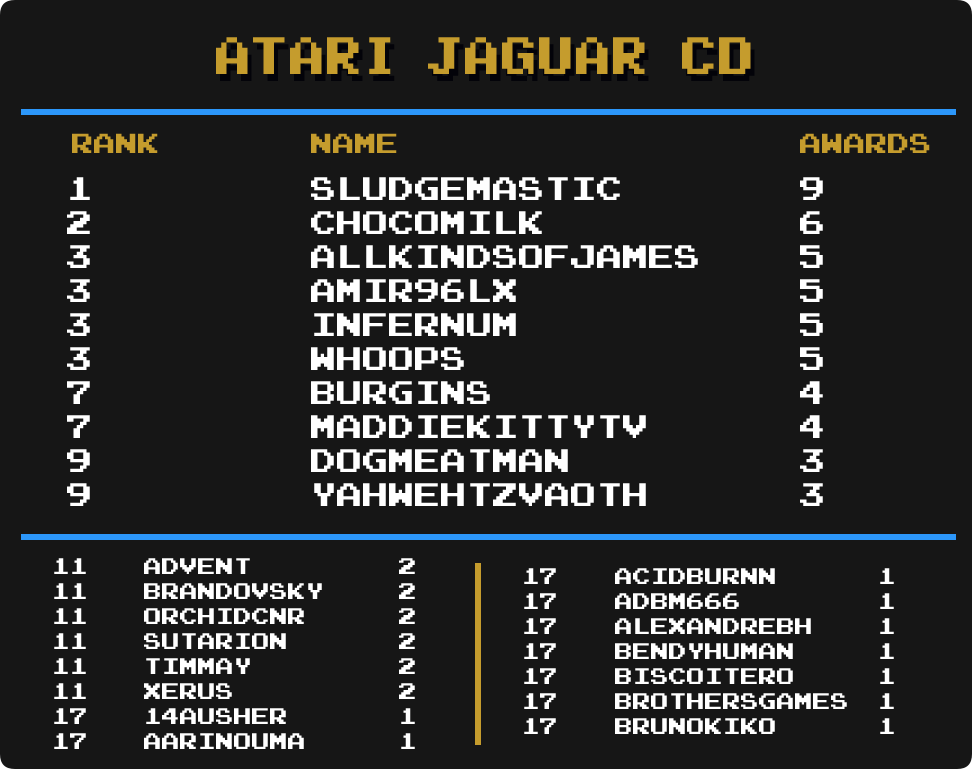 ATARI JAGUAR CD
RANK NAME AWARDS
1 SLUDGEMASTIC 9
2 CHOCOMILK 6
3 ALLKINDSOFJAMES 5
3 AMIR96LX 5
3 INFERNUM 5
3 WHOOPS 5
7 BURGINS 4
7 MADDIEKITTYTV 4
9 DOGMEATMAN 3
9 YAHWEHTZVAOTH 3
11 ADVENT 2
11 BRANDOVSKY 2
11 ORCHIDCNR 2
11 SUTARION 2
11 TIMMAY 2
11 XERUS 2
17 14AUSHER 1
17 AARINOUMA 1
17 ACIDBURNN 1
17 ADBM666 1
17 ALEXANDREBH 1
17 BENDYHUMAN 1
17 BISCOITERO 1
17 BROTHERSGAMES 1
17 BRUNOKIKO 1